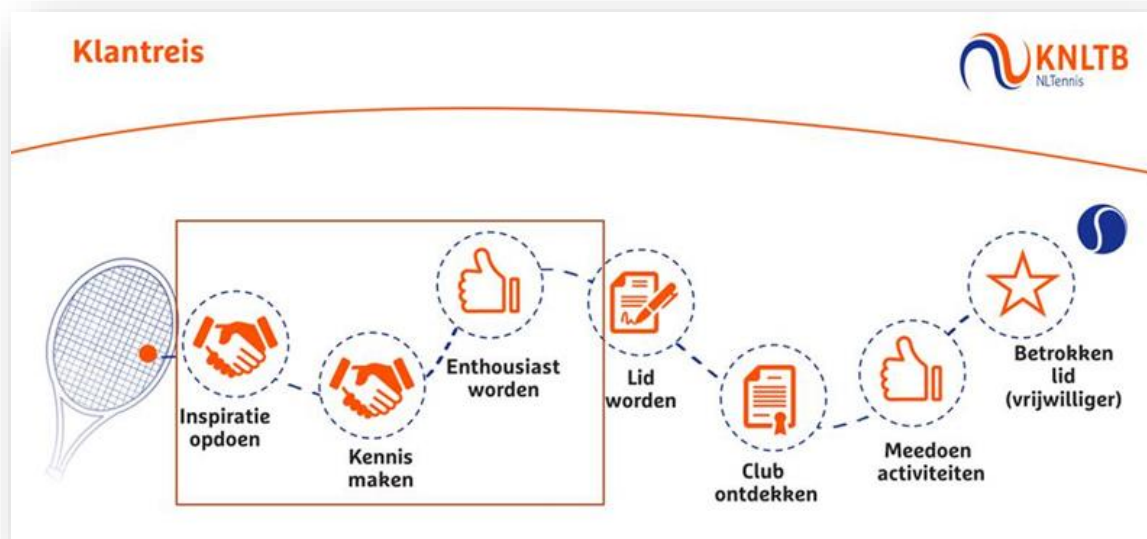 Klantreis
KNLTB
NLTennis
Inspiratie
opdoen
Kennis
maken
Enthousiast
worden
Lid
worden
Club
ontdekken
Meedoen
activiteiten
Betrokken
lid
(vrijwilliger)